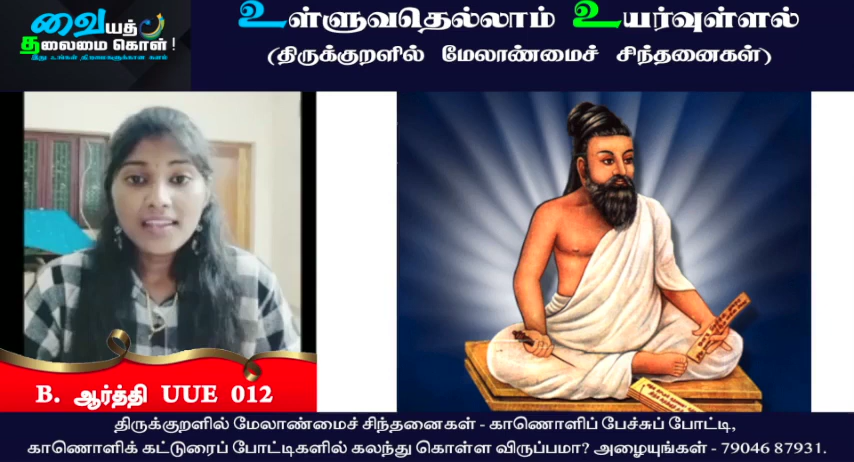 வையத்
தலைமை கொள் !
உள்ளுவதெல்லாம் உயர்வுள்ளல்
(திருக்குறளில் மேலாண்மைச் சிந்தனைகள்)
B. ஆர்த்தி UUE 012
திருக்குறளில் மேலாண்மைச் சிந்தனைகள் - காணொளிப் பேச்சுப் போட்டி,
காணொளிக் கட்டுரைப் போட்டிகளில் கலந்து கொள்ள விருப்பமா? அழையுங்கள் - 79046 87931.